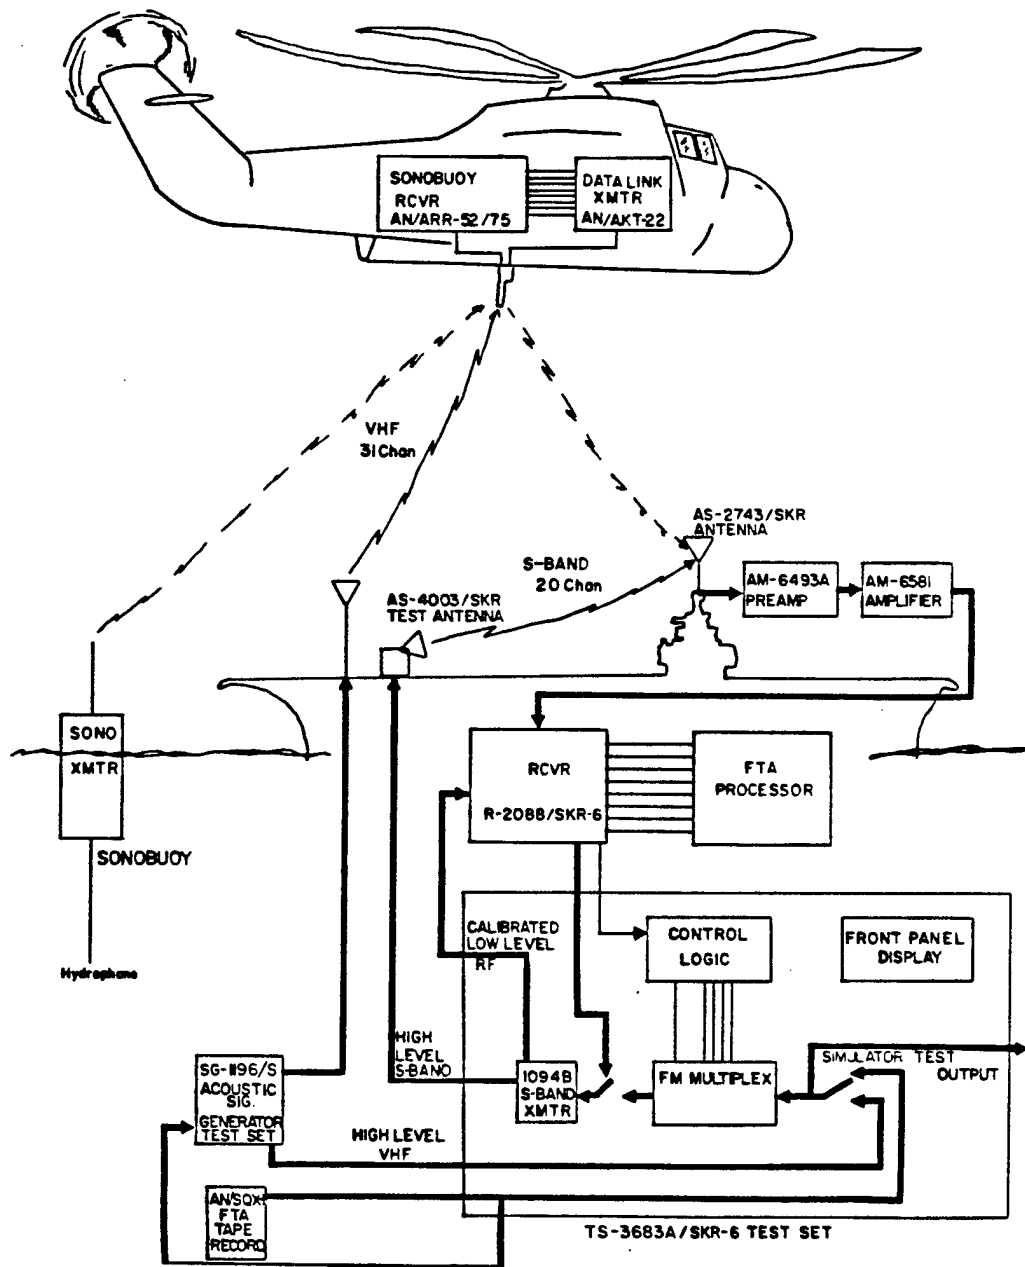 SONOBUOY
RCVR
AN/ARR-52/75
DATA LINK
XMTR
AN/AKT-22
VHF
31 Chan
AS-2743/SKR
ANTENNA
S-BAND
20 Chan
AS-4003/SKR
TEST ANTENNA
AM-6493A
PREAMP
AM-6581
AMPLIFIER
SONO
XMTR
SONOBUOY
Hydrophone
RCVR
R-2088/SKR-6
FTA
PROCESSOR
CALIBRATED
LOW LEVEL
RF
CONTROL
LOGIC
FRONT PANEL
DISPLAY
HIGH
LEVEL
S-BAND
1094B
S-BAND
XMTR
FM MULTIPLEX
SIMULATOR TEST
OUTPUT
SG-1196/S
ACOUSTIC
SIG.
GENERATOR
TEST SET
HIGH LEVEL
VHF
AN/SQX-
FTA
TAPE
RECORD
TS-3683A/SKR-6 TEST SET